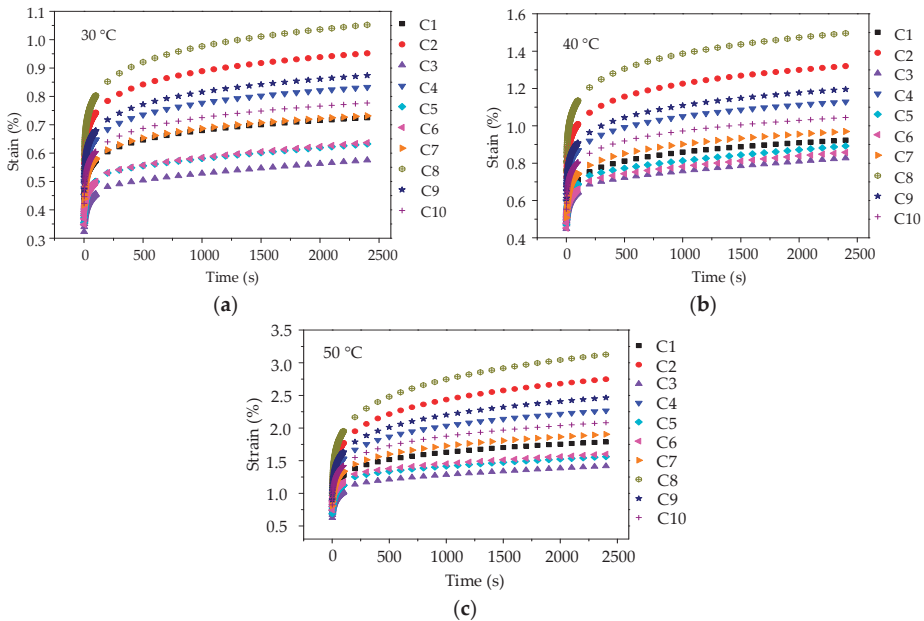 30 °C
Stain (%)
1.1
1.0
0.9
0.8
0.7
0.6
0.5
0.4
0.3
0
500
1000
1500
2000
2500
Time (s)
C1
C2
C3
C4
C5
C6
C7
C8
C9
C10
(a)
40 °C
Stain (%)
1.6
1.4
1.2
1.0
0.8
0.6
0.4
0
500
1000
1500
2000
2500
Time (s)
C1
C2
C3
C4
C5
C6
C7
C8
C9
C10
(b)
50 °C
Strain (%)
3.5
3.0
2.5
2.0
1.5
1.0
0.5
0
500
1000
1500
2000
2500
Time (s)
C1
C2
C3
C4
C5
C6
C7
C8
C9
C10
(c)